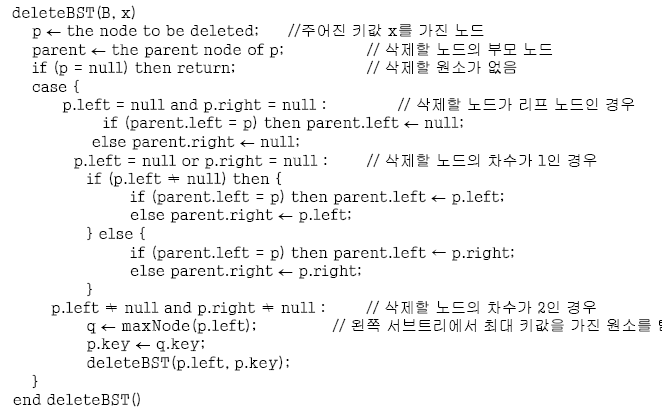 deleteBST(B, x)
p ← the node to be deleted; //주어진 키값 x를 가진 노드
parent ← the parent node of p; // 삭제할 노드의 부모 노드
if (p = null) then return; // 삭제할 원소가 없음
case {
p.left = null and p.right = null : // 삭제할 노드가 리프 노드인 경우
if (parent.left = p) then parent.left ← null;
else parent.right ← null;
p.left = null or p.right = null : // 삭제할 노드의 차수가 1인 경우
if (p.left ≠ null) then {
if (parent.left = p) then parent.left ← p.left;
else parent.right ← p.left;
} else {
if (parent.left = p) then parent.left ← p.right;
else parent.right ← p.right;
}
p.left ≠ null and p.right ≠ null : // 삭제할 노드의 차수가 2인 경우
q ← maxNode(p.left); // 왼쪽 서브트리에서 최대 키값을 가진 원소를
p.key ← q.key;
deleteBST(p.left, p.key);
}
end deleteBST()